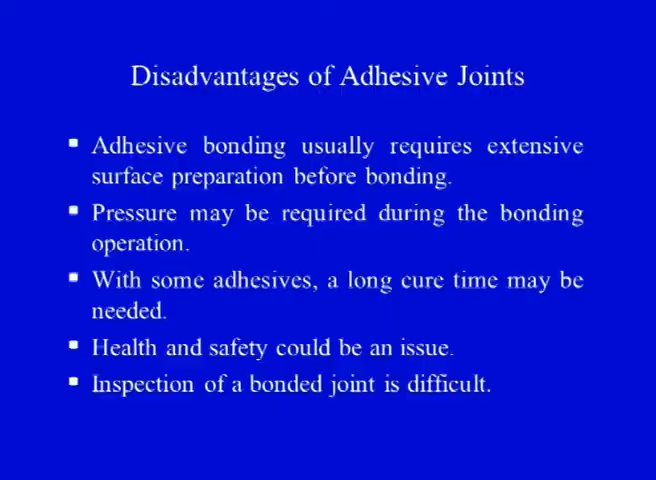 Disadvantages of Adhesive Joints
▪ Adhesive bonding usually requires extensive
surface preparation before bonding.
▪ Pressure may be required during the bonding
operation.
▪ With some adhesives, a long cure time may be
needed.
▪ Health and safety could be an issue.
▪ Inspection of a bonded joint is difficult.